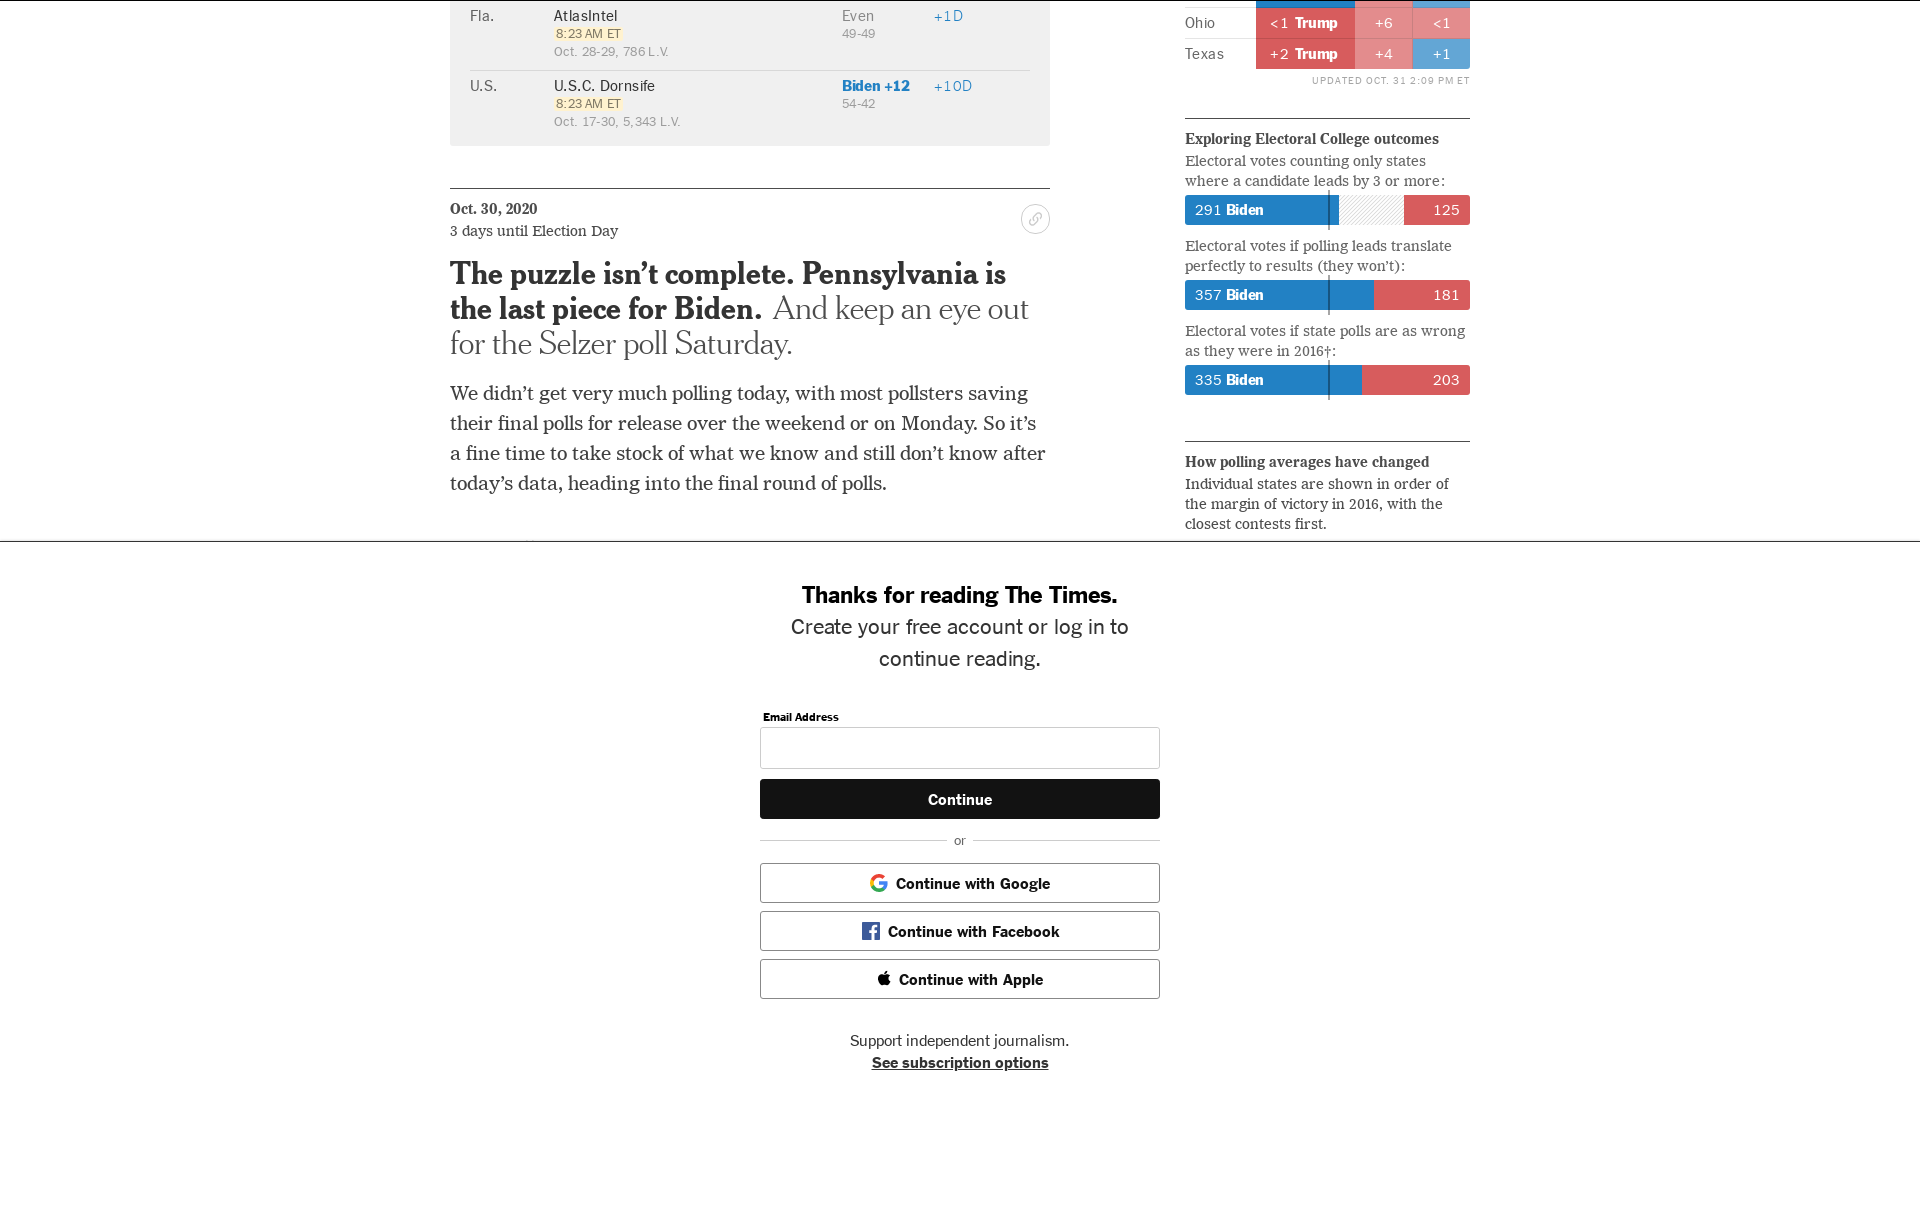 Fla. AtlasIntel Even +1D
8:23 AM ET 49-49
Oct. 28-29, 786 L.V.
U.S. U.S.C. Dornsife Biden +12 +10D
8:23 AM ET 54-42
Oct. 17-30, 5,343 L.V.
Oct. 30, 2020
3 days until Election Day
The puzzle isn’t complete. Pennsylvania is
the last piece for Biden. And keep an eye out
for the Selzer poll Saturday.
We didn’t get very much polling today, with most pollsters saving
their final polls for release over the weekend or on Monday. So it’s
a fine time to take stock of what we know and still don’t know after
today’s data, heading into the final round of polls.
Ohio <1 Trump +6 <1
Texas +2 Trump +4 +1
UPDATED OCT. 31 2:09 PM ET
Exploring Electoral College outcomes
Electoral votes counting only states
where a candidate leads by 3 or more:
291 Biden 125
Electoral votes if polling leads translate
perfectly to results (they won’t):
357 Biden 181
Electoral votes if state polls are as wrong
as they were in 2016†:
335 Biden 203
How polling averages have changed
Individual states are shown in order of
the margin of victory in 2016, with the
closest contests first.
Thanks for reading The Times.
Create your free account or log in to
continue reading.
Email Address
Continue
or
Continue with Google
Continue with Facebook
Continue with Apple
Support independent journalism.
See subscription options